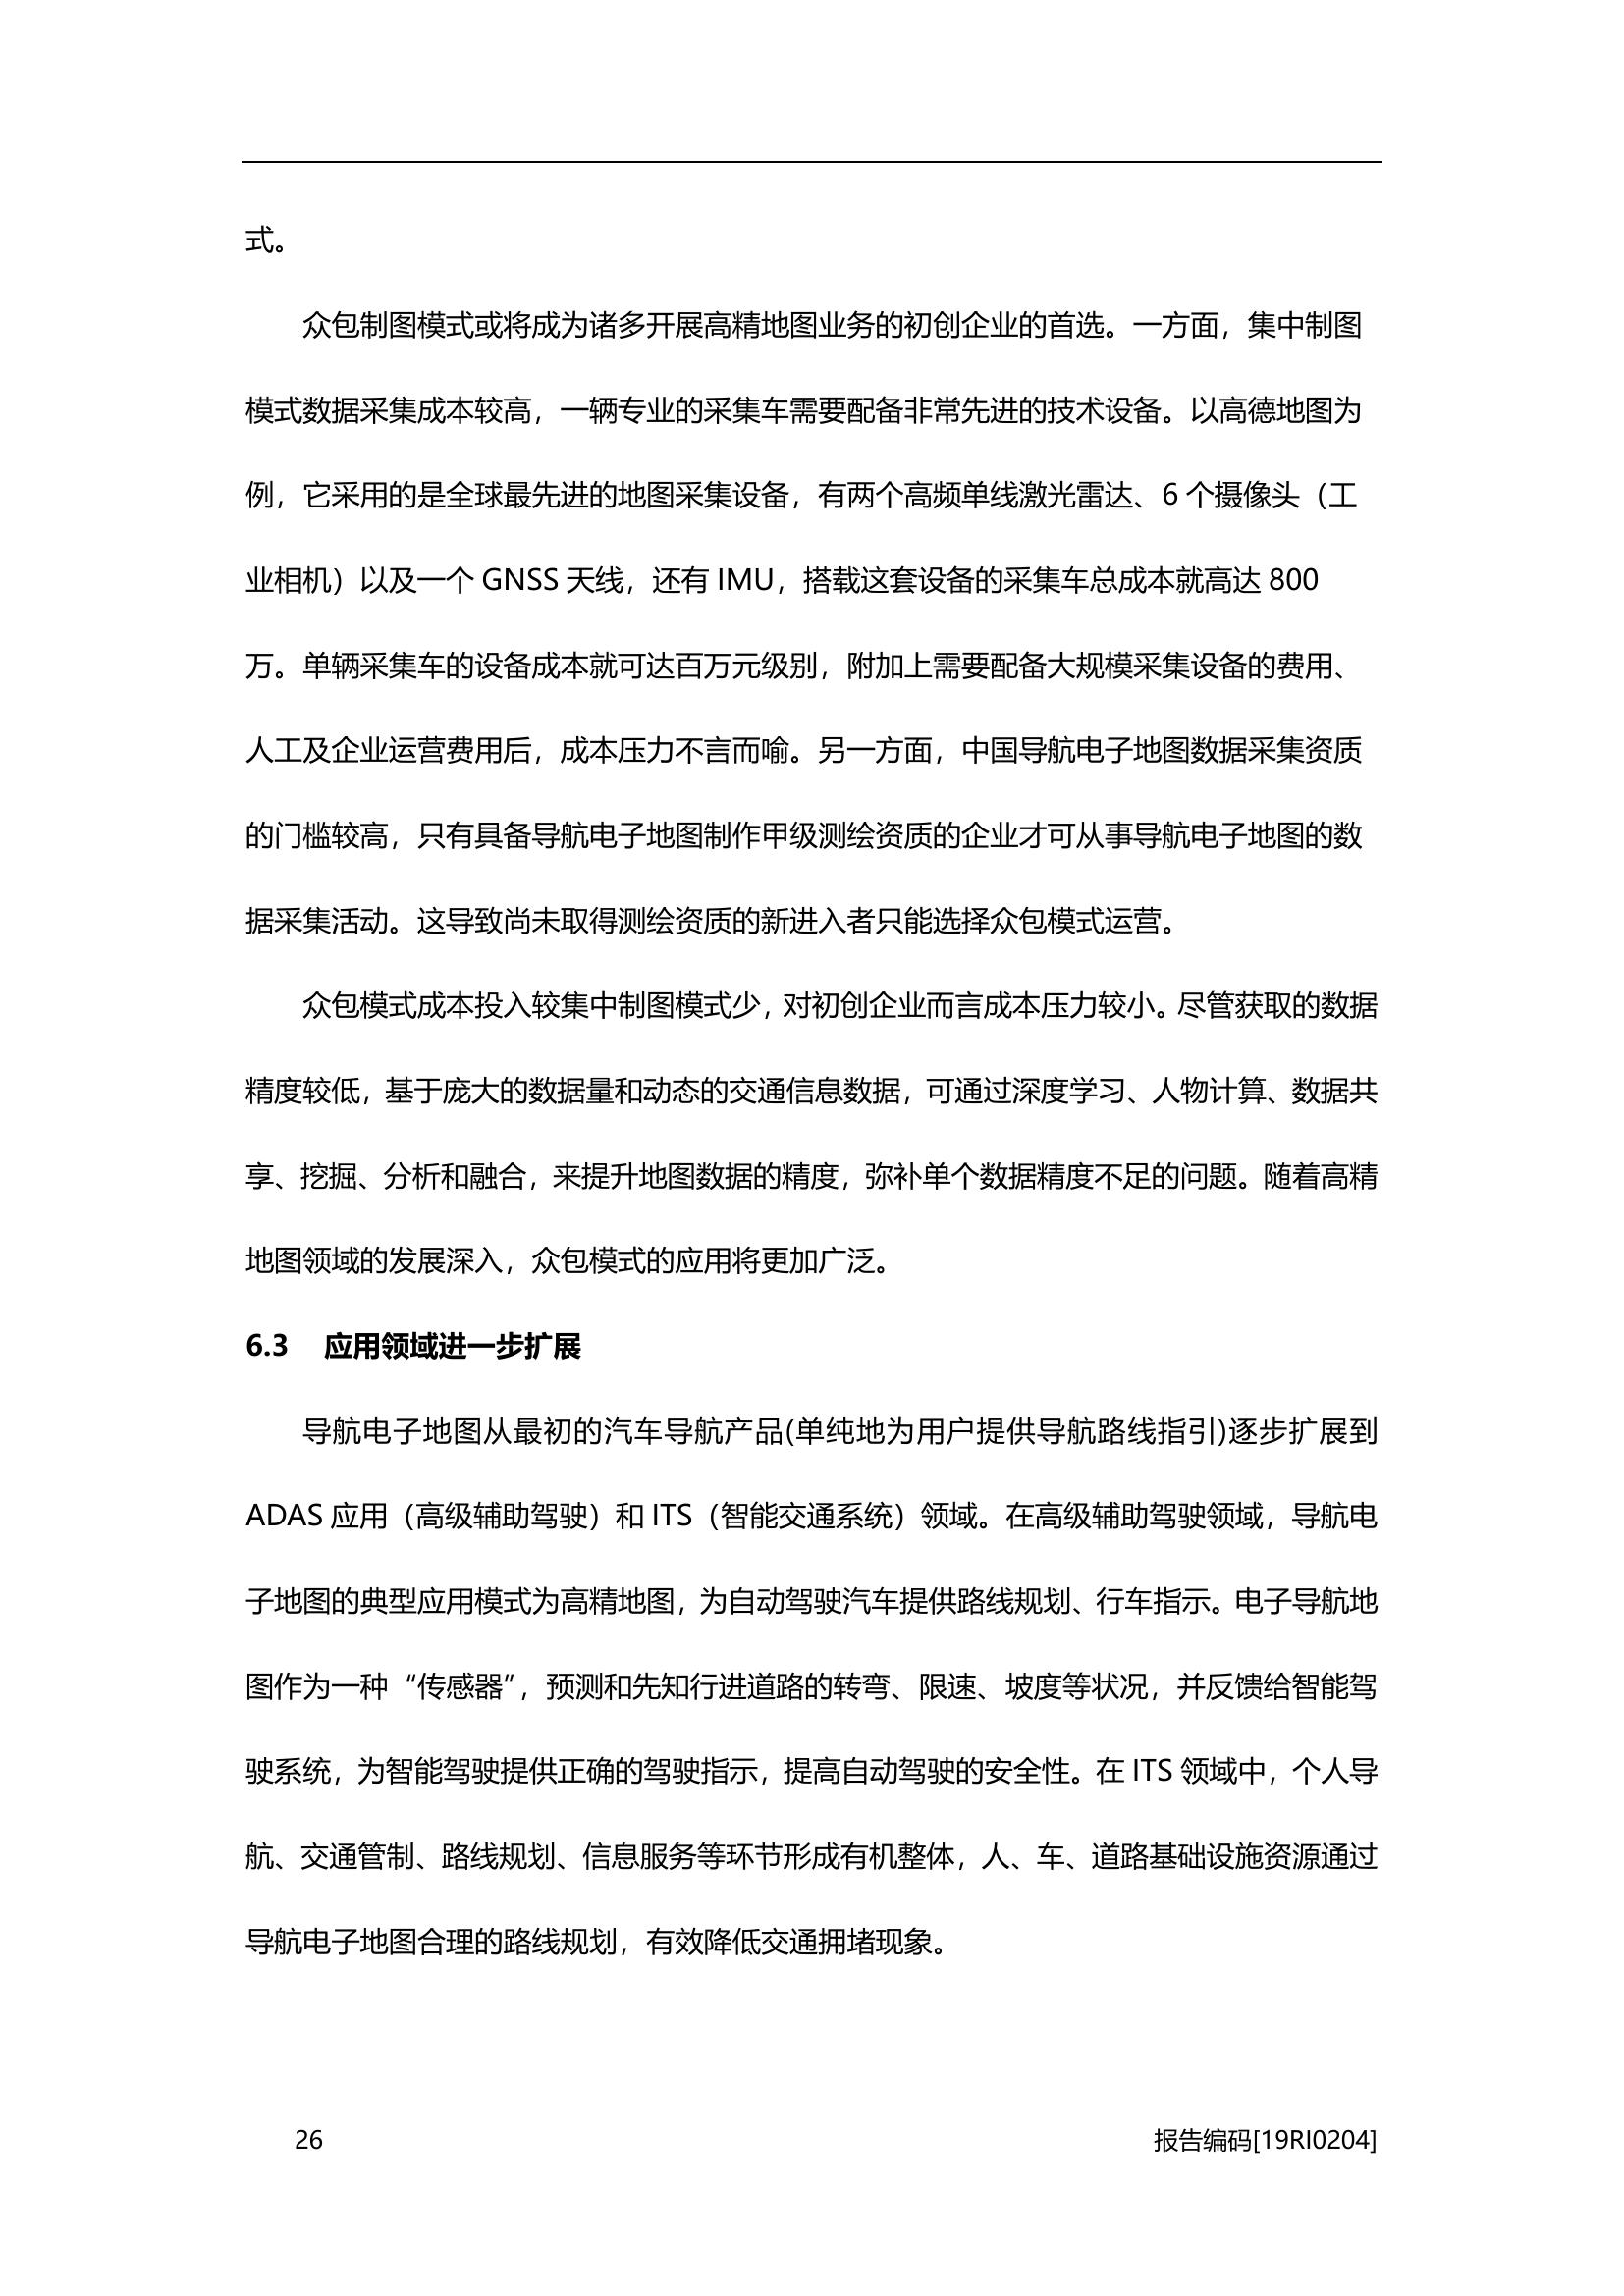 式。
众包制图模式或将成为诸多开展高精地图业务的初创企业的首选。一方面，集中制图
模式数据采集成本较高，一辆专业的采集车需要配备非常先进的技术设备。以高德地图为
例，它采用的是全球最先进的地图采集设备，有两个高频单线激光雷达、6 个摄像头（工
业相机）以及一个 GNSS 天线，还有 IMU，搭载这套设备的采集车总成本就高达 800
万。单辆采集车的设备成本就可达百万元级别，附加上需要配备大规模采集设备的费用、
人工及企业运营费用后，成本压力不言而喻。另一方面，中国导航电子地图数据采集资质
的门槛较高，只有具备导航电子地图制作甲级测绘资质的企业才可从事导航电子地图的数
据采集活动。这导致尚未取得测绘资质的新进入者只能选择众包模式运营。
众包模式成本投入较集中制图模式少，对初创企业而言成本压力较小。尽管获取的数据
精度较低，基于庞大的数据量和动态的交通信息数据，可通过深度学习、人物计算、数据共
享、挖掘、分析和融合，来提升地图数据的精度，弥补单个数据精度不足的问题。随着高精
地图领域的发展深入，众包模式的应用将更加广泛。
6.3 应用领域进一步扩展
导航电子地图从最初的汽车导航产品(单纯地为用户提供导航路线指引)逐步扩展到
ADAS 应用（高级辅助驾驶）和 ITS（智能交通系统）领域。在高级辅助驾驶领域，导航电
子地图的典型应用模式为高精地图，为自动驾驶汽车提供路线规划、行车指示。电子导航地
图作为一种“传感器”，预测和先知行进道路的转弯、限速、坡度等状况，并反馈给智能驾
驶系统，为智能驾驶提供正确的驾驶指示，提高自动驾驶的安全性。在 ITS 领域中，个人导
航、交通管制、路线规划、信息服务等环节形成有机整体，人、车、道路基础设施资源通过
导航电子地图合理的路线规划，有效降低交通拥堵现象。
26 报告编码[19RI0204]